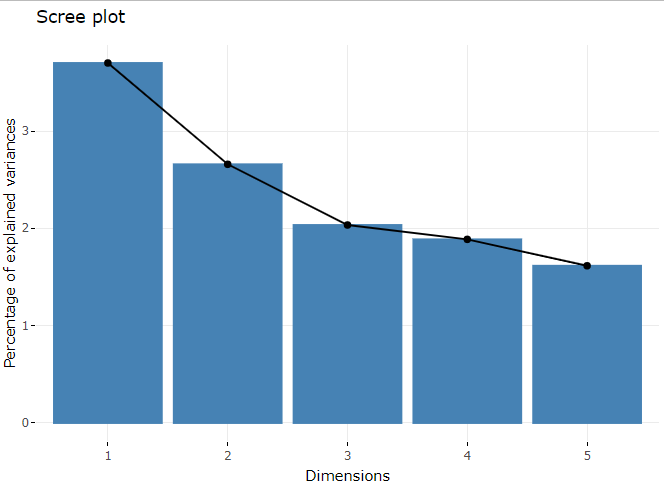 Scree plot
Percentage of explained variances
3
2
1
0
1 2 3 4 5
Dimensions